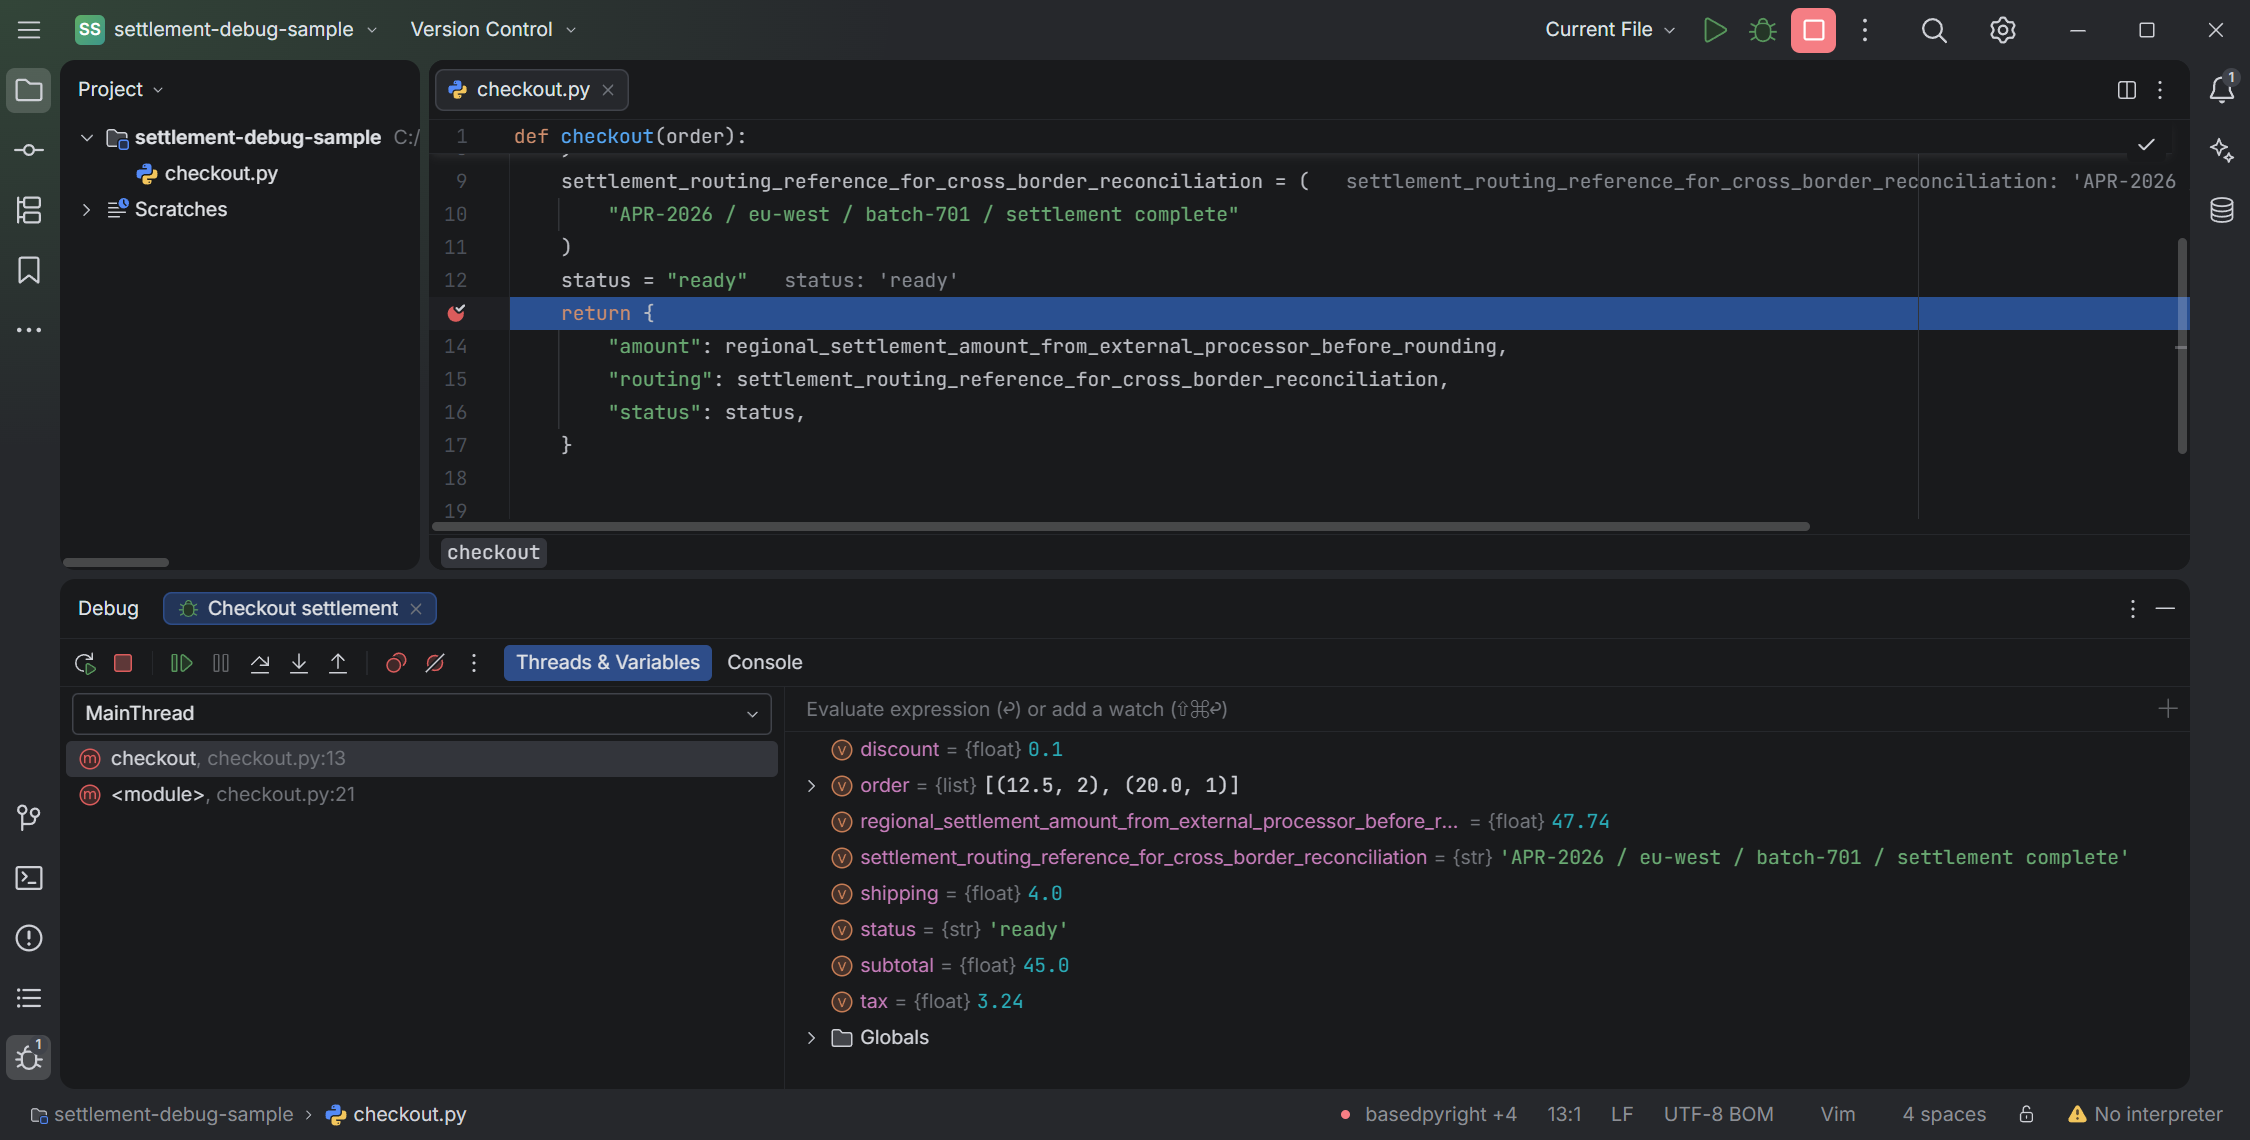 SS settlement-debug-sample Version Control Current File
Project
settlement-debug-sample C:/
checkout.py
Scratches
checkout.py
1 def checkout(order):
9 settlement_routing_reference_for_cross_border_reconciliation = ( settlement_routing_reference_for_cross_border_reconciliation: 'APR-2026
10 "APR-2026 / eu-west / batch-701 / settlement complete"
11 )
12 status = "ready" status: 'ready'
return {
14 "amount": regional_settlement_amount_from_external_processor_before_rounding,
15 "routing": settlement_routing_reference_for_cross_border_reconciliation,
16 "status": status,
17 }
18
19
checkout
1
Debug Checkout settlement
Threads & Variables Console
MainThread
checkout, checkout.py:13
<module>, checkout.py:21
Evaluate expression (⏎) or add a watch (⇧⌘⏎)
discount = {float} 0.1
order = {list} [(12.5, 2), (20.0, 1)]
regional_settlement_amount_from_external_processor_before_r... = {float} 47.74
settlement_routing_reference_for_cross_border_reconciliation = {str} 'APR-2026 / eu-west / batch-701 / settlement complete'
shipping = {float} 4.0
status = {str} 'ready'
subtotal = {float} 45.0
tax = {float} 3.24
Globals
1
settlement-debug-sample > checkout.py basedpyright +4 13:1 LF UTF-8 BOM Vim 4 spaces No interpreter